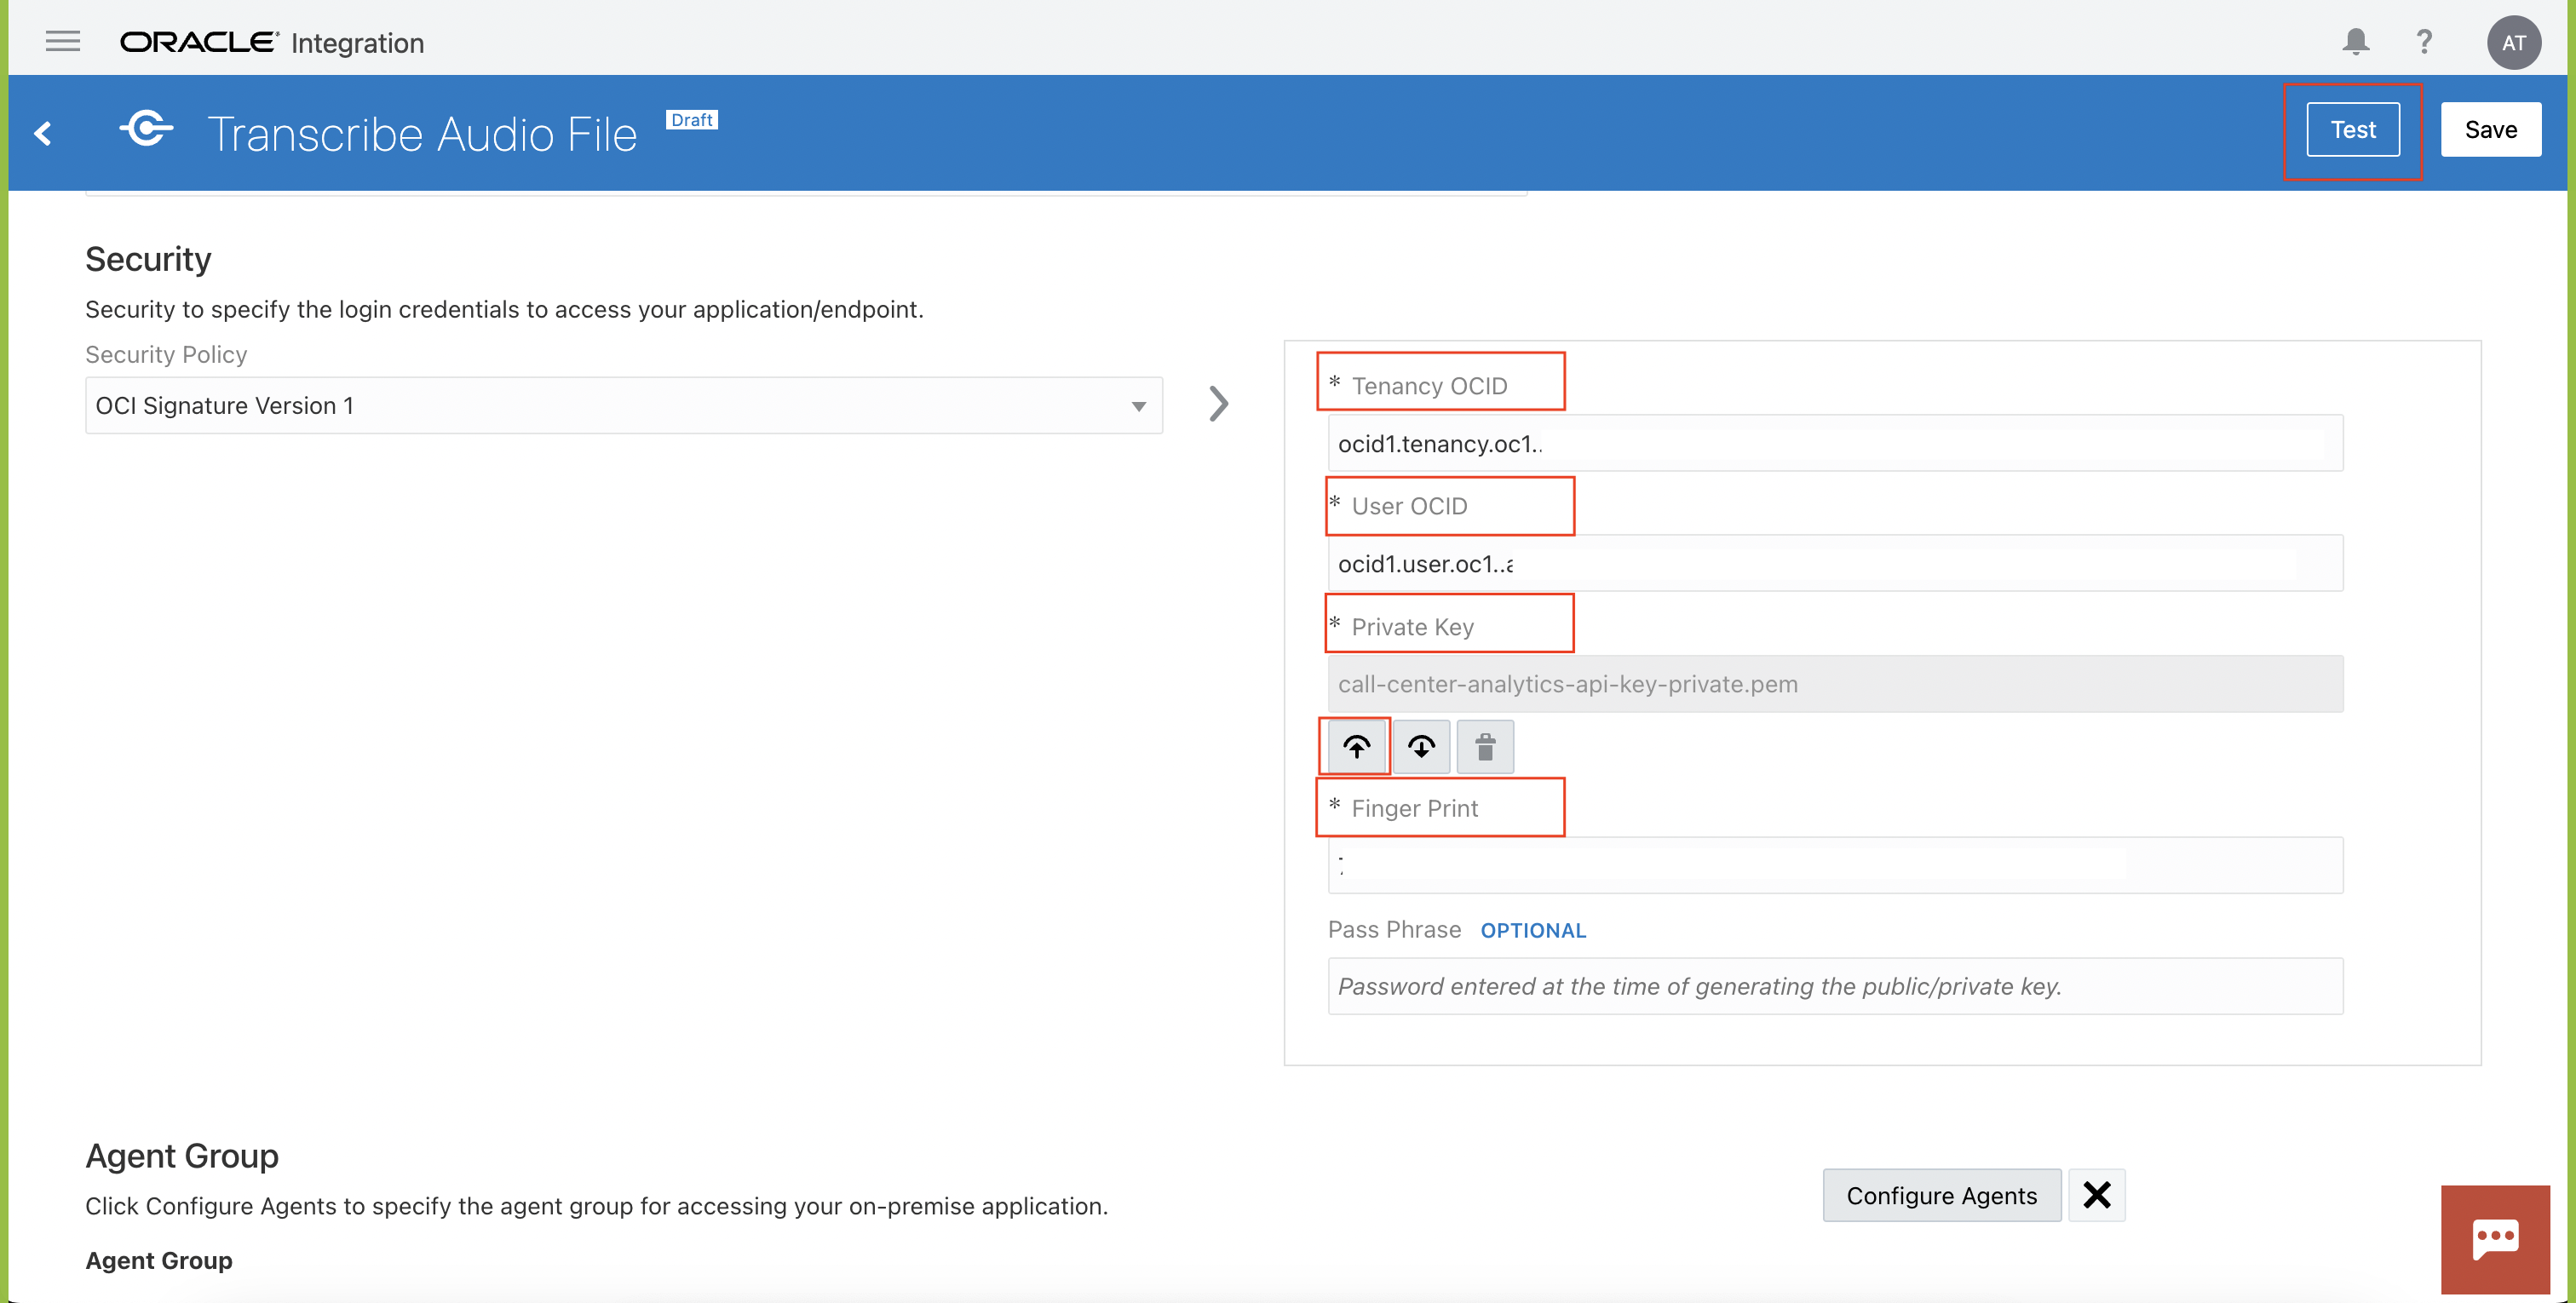 ORACLE Integration
? AT
Transcribe Audio File Draft
Test Save
Security
Security to specify the login credentials to access your application/endpoint.
Security Policy
OCI Signature Version 1
* Tenancy OCID
ocid1.tenancy.oc1..
* User OCID
ocid1.user.oc1..
* Private Key
call-center-analytics-api-key-private.pem
* Finger Print
Pass Phrase OPTIONAL
Password entered at the time of generating the public/private key.
Agent Group
Click Configure Agents to specify the agent group for accessing your on-premise application.
Configure Agents
Agent Group